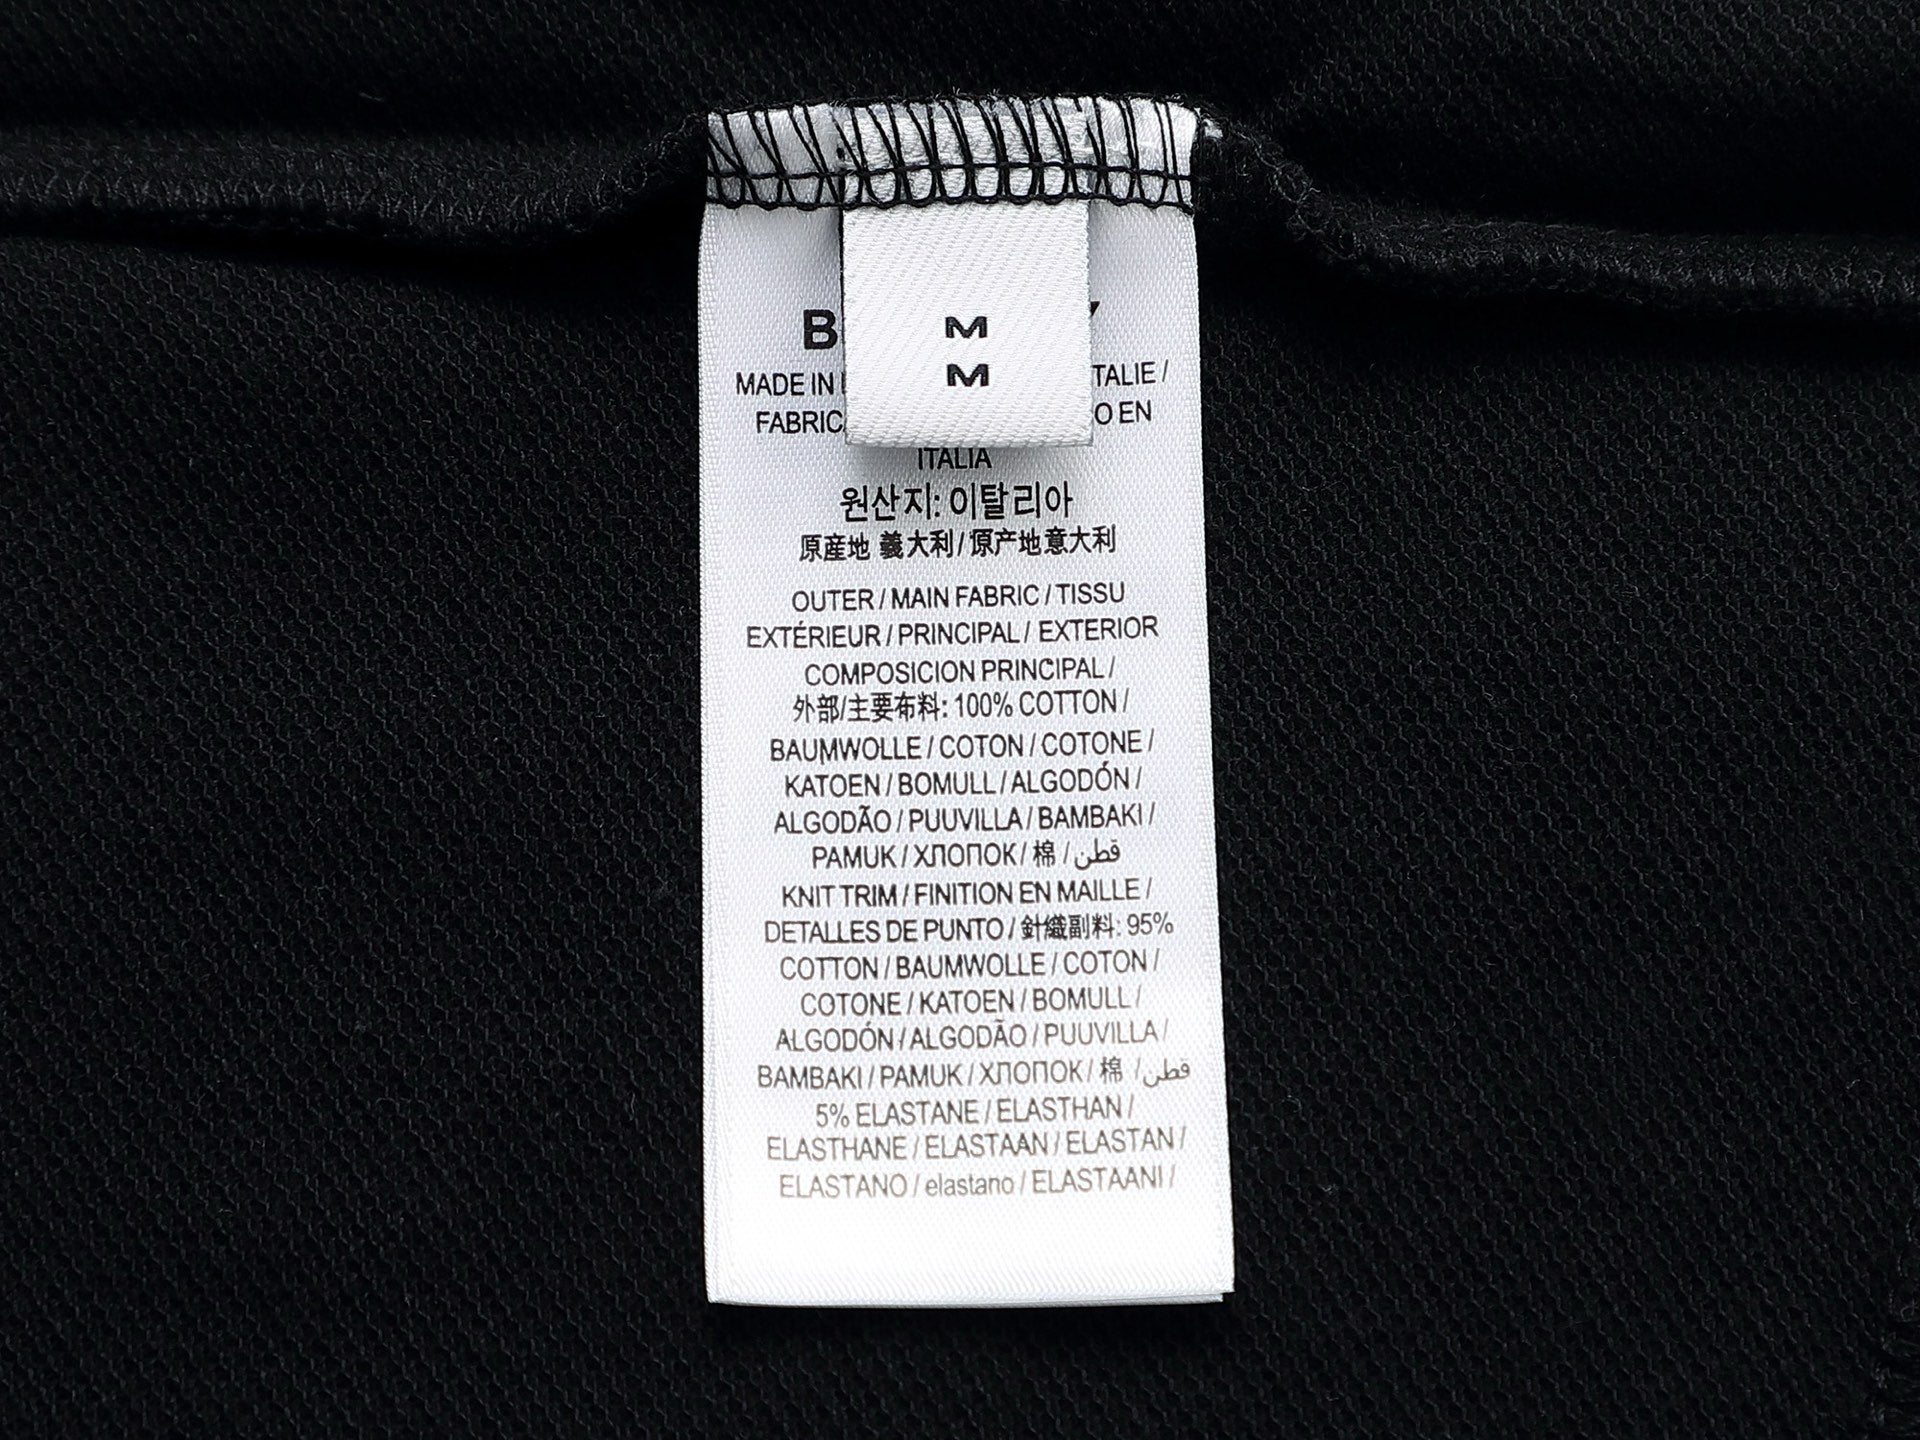 M
M
MADE IN
TALIE /
FABRIC
O EN
ITALIA
원산지: 이탈리아
原産地 義大利 / 原产地意大利
OUTER / MAIN FABRIC / TISSU
EXTÉRIEUR / PRINCIPAL / EXTERIOR
COMPOSICION PRINCIPAL /
外部/主要布料: 100% COTTON /
BAUMWOLLE / COTON / COTONE /
KATOEN / BOMULL / ALGODÓN /
ALGODÃO / PUUVILLA / BAMBAKI /
PAMUK / ХЛОПОК / 棉 / قطن
KNIT TRIM / FINITION EN MAILLE /
DETALLES DE PUNTO / 針織副料: 95%
COTTON / BAUMWOLLE / COTON /
COTONE / KATOEN / BOMULL /
ALGODÓN / ALGODÃO / PUUVILLA /
BAMBAKI / PAMUK / ХЛОПОК / 棉 / قطن
5% ELASTANE / ELASTHAN /
ELASTHANE / ELASTAAN / ELASTAN /
ELASTANO / elastano / ELASTAANI /